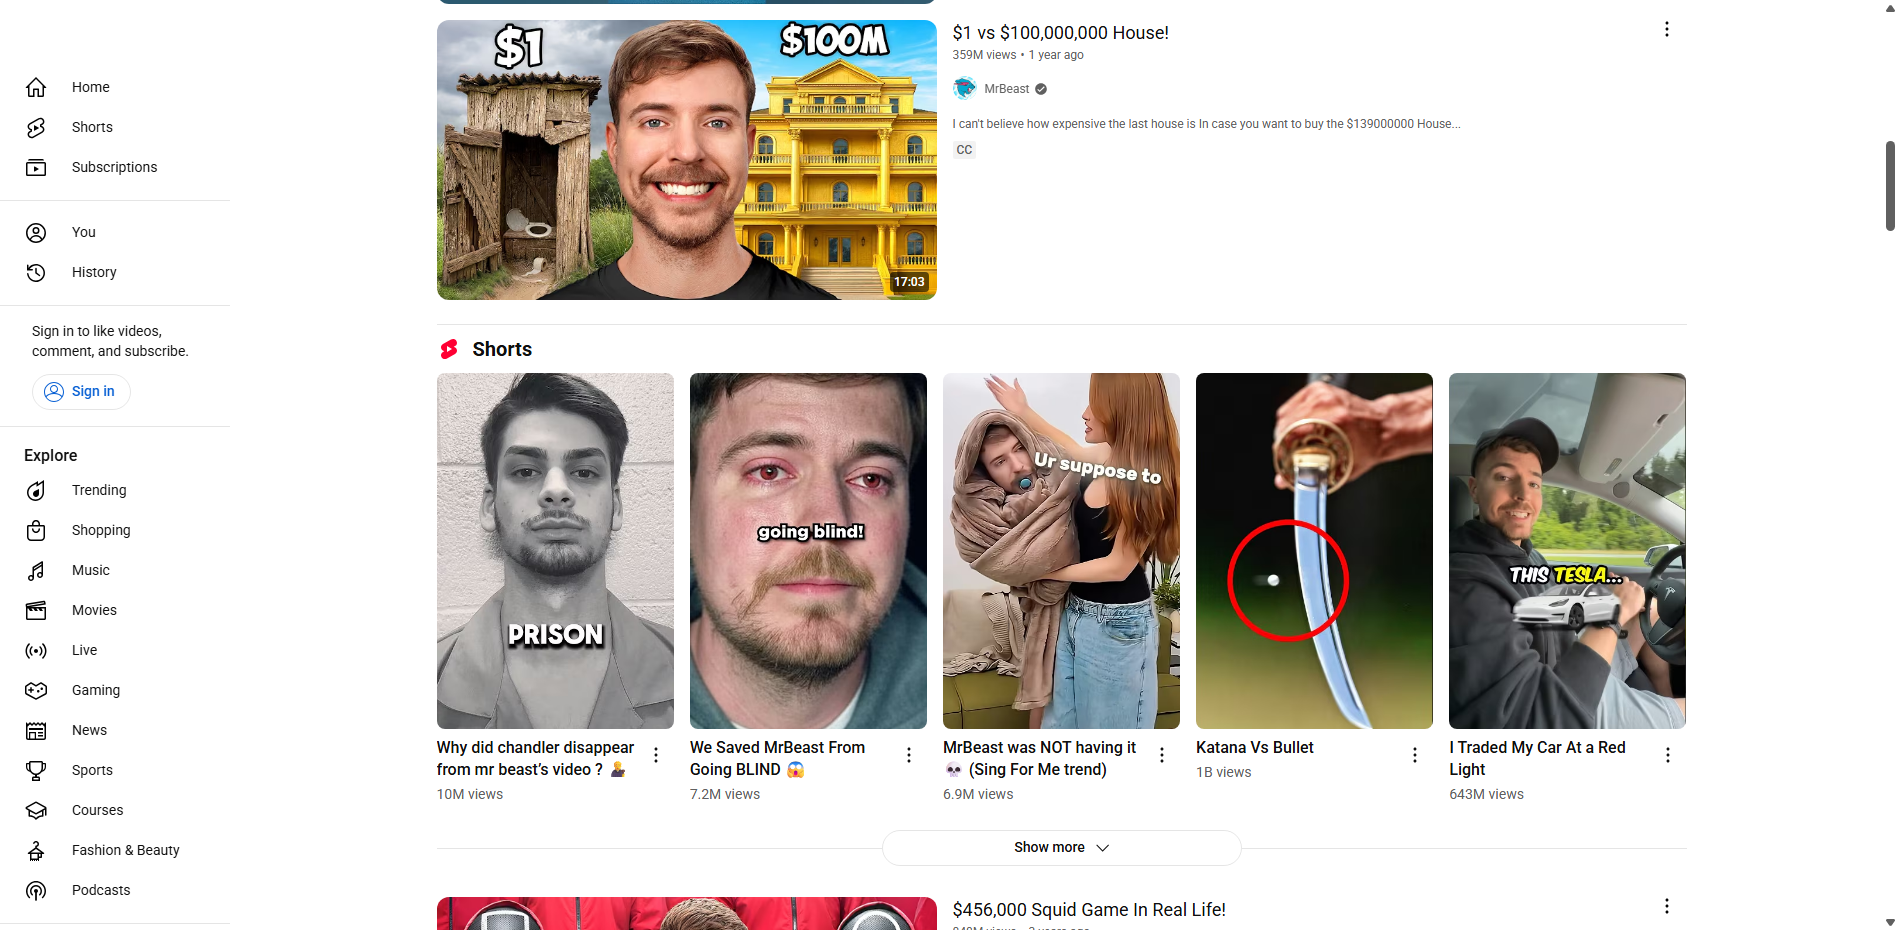 Home
Shorts
Subscriptions
You
History
Sign in to like videos,
comment, and subscribe.
Sign in
Explore
Trending
Shopping
Music
Movies
Live
Gaming
News
Sports
Courses
Fashion & Beauty
Podcasts
$1
$100M
17:03
$1 vs $100,000,000 House!
359M views • 1 year ago
MrBeast
I can't believe how expensive the last house is In case you want to buy the $139000000 House...
CC
Shorts
PRISON
going blind!
Ur suppose to
THIS TESLA...
Why did chandler disappear
from mr beast's video ? 🤷‍♂️
10M views
We Saved MrBeast From
Going BLIND 😱
7.2M views
MrBeast was NOT having it
💀 (Sing For Me trend)
6.9M views
Katana Vs Bullet
1B views
I Traded My Car At a Red
Light
643M views
Show more
$456,000 Squid Game In Real Life!